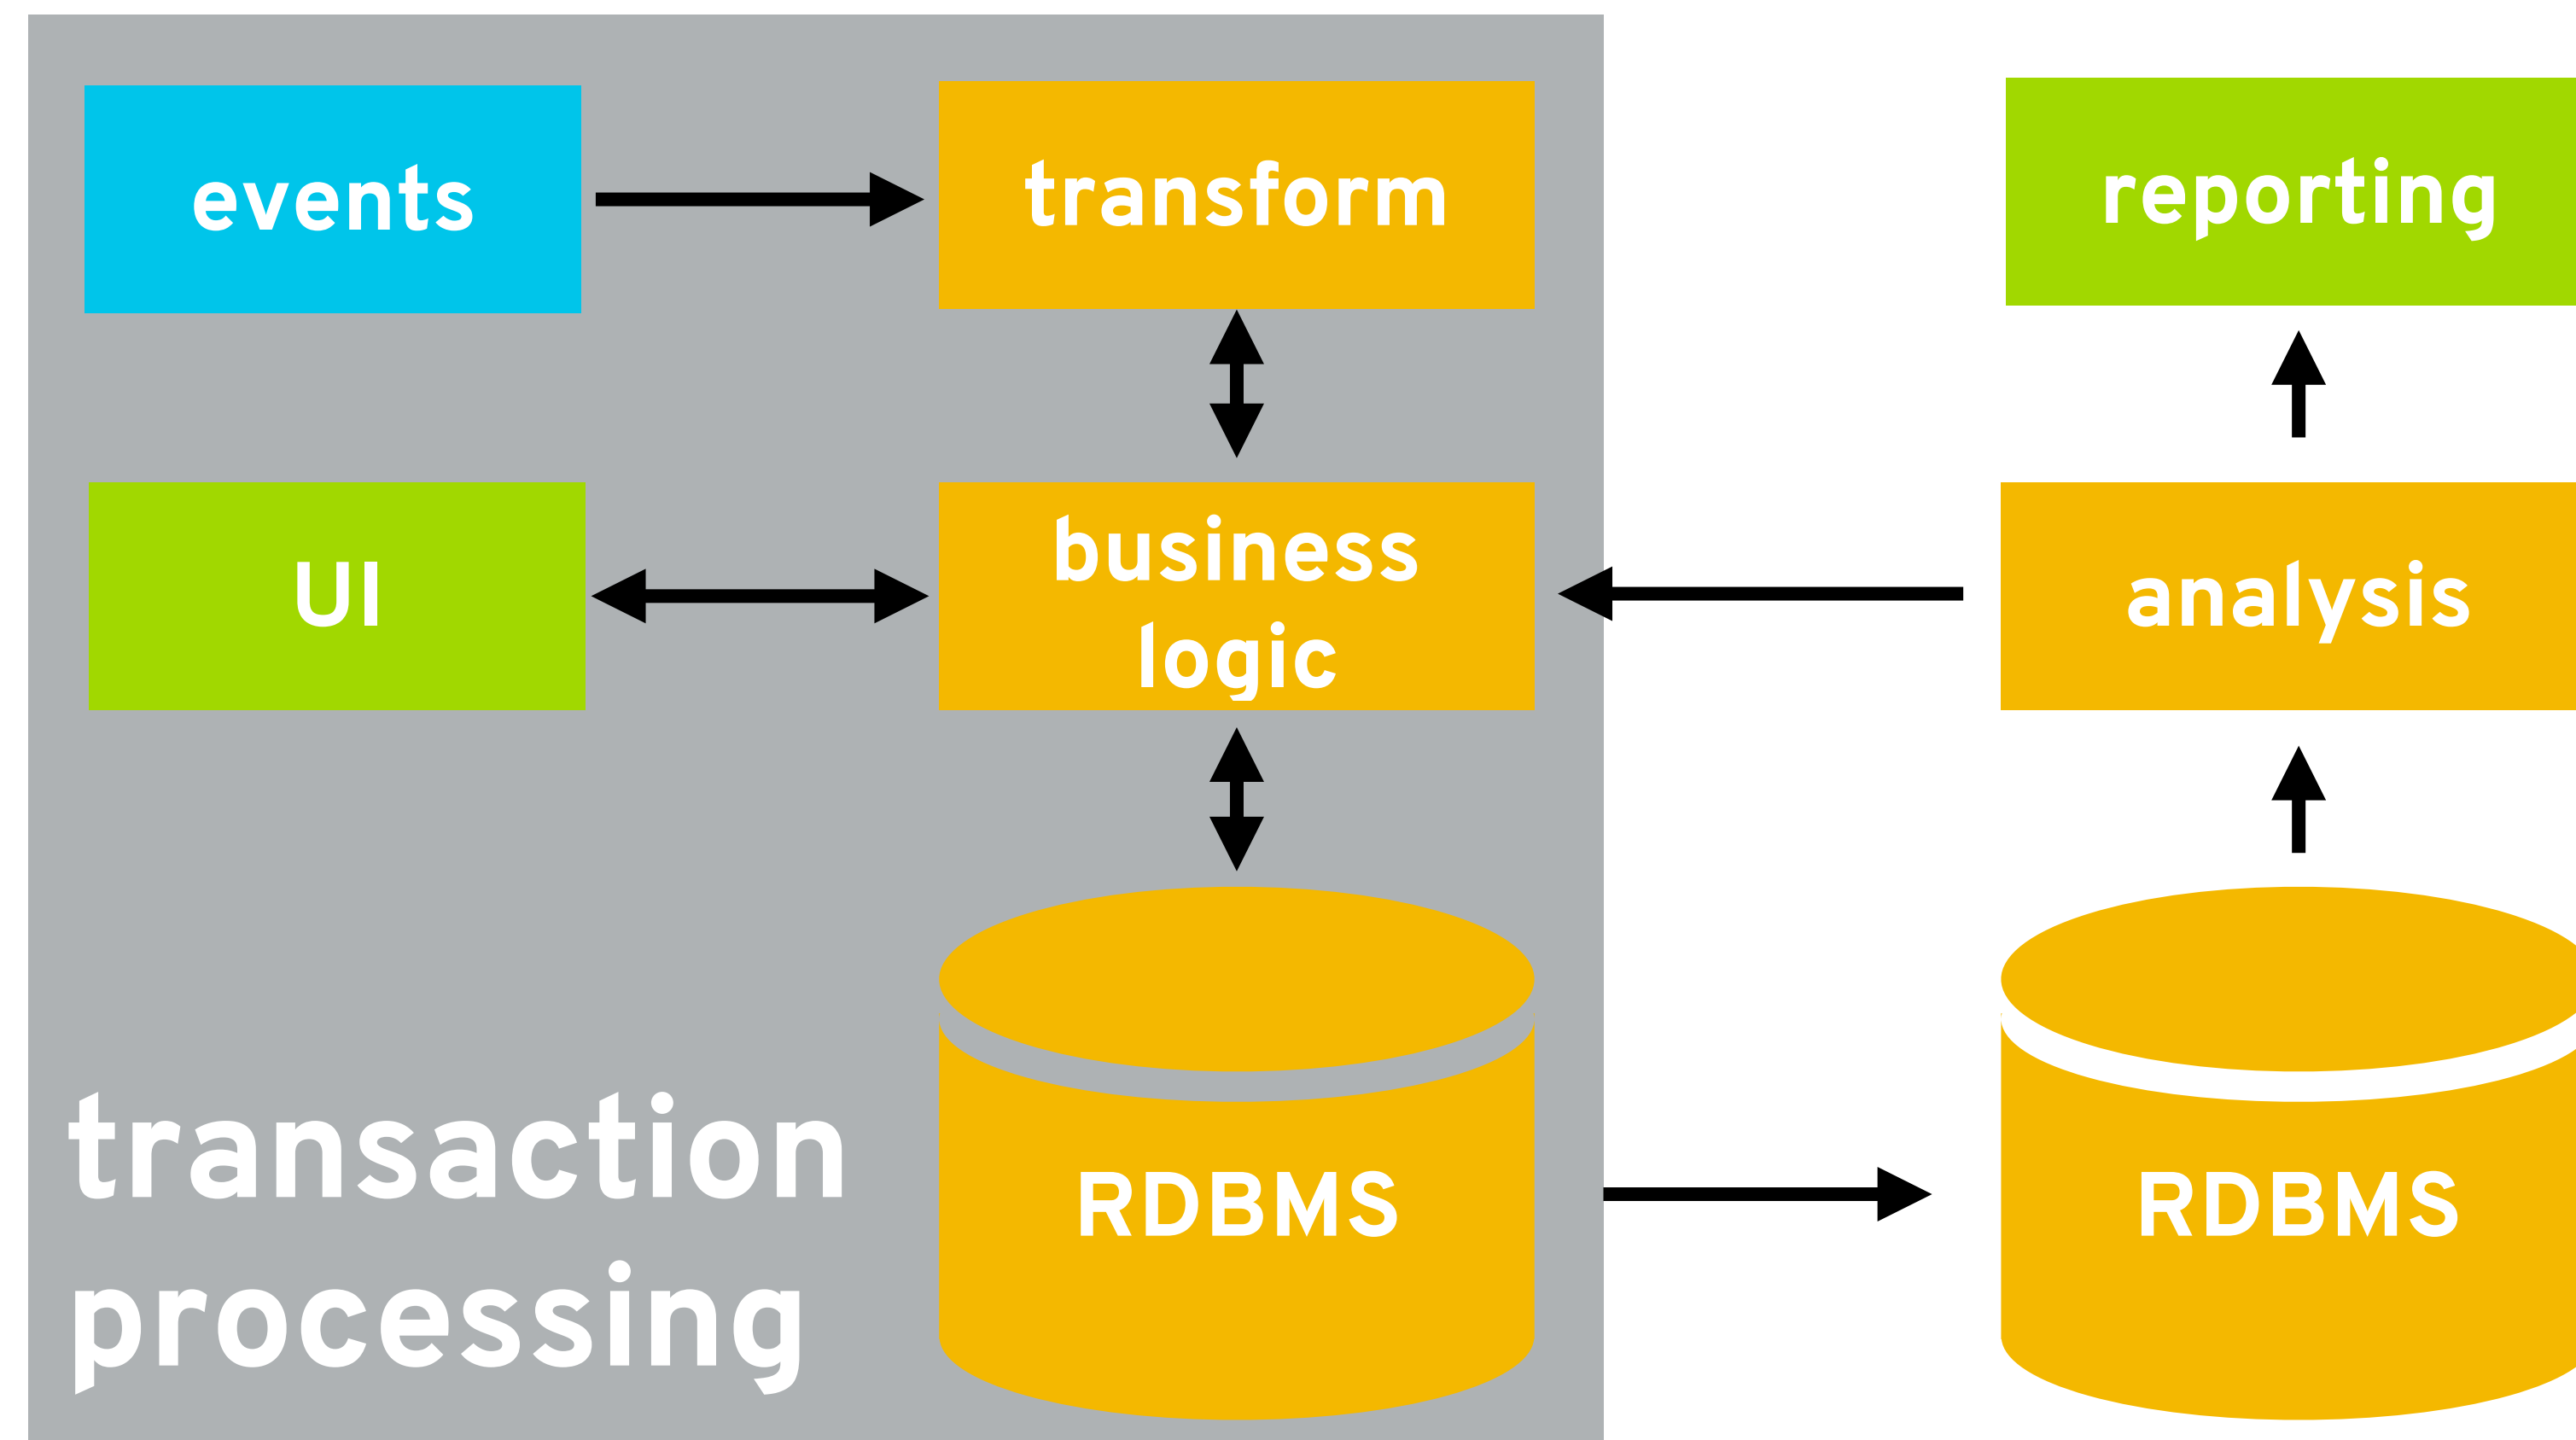 events
transform
reporting
UI
business
logic
analysis
transaction
processing
RDBMS
RDBMS